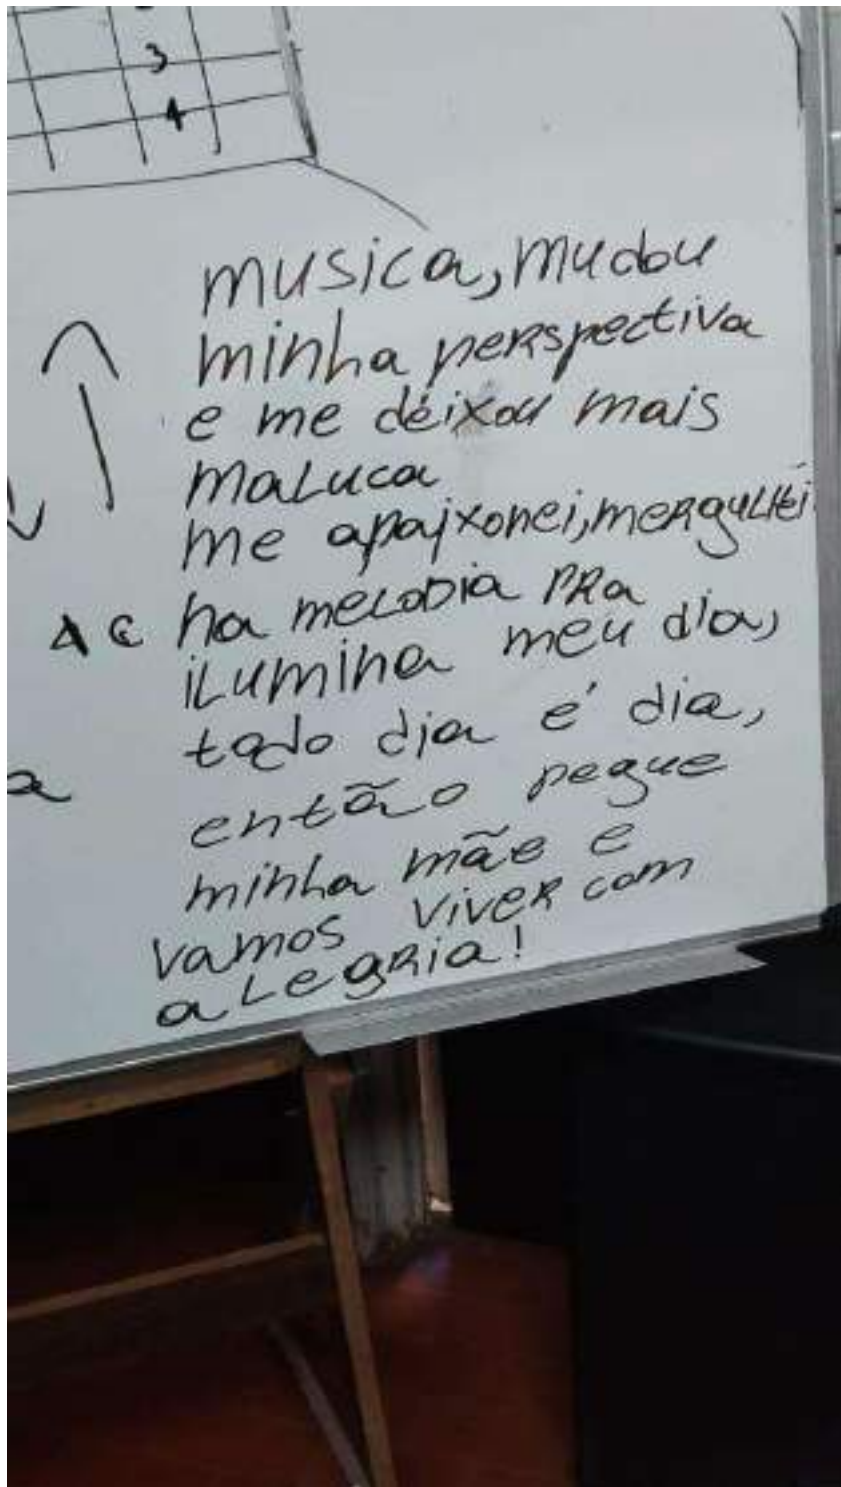 3
4
musica, mudou
minha perspectiva
e me deixou mais
maluca
me apaixonei, mergulhei
A C na melodia PRa
ilumina meu dia,
todo dia é dia,
então pegue
minha mãe e
vamos viver com
alegria!